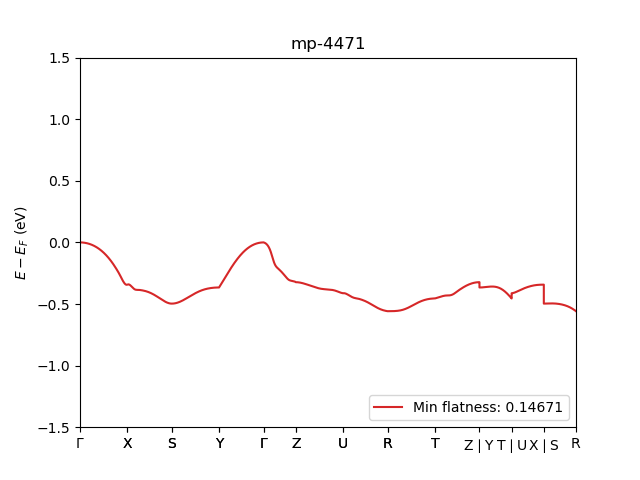 mp-4471
E − E_F (eV)
1.5
1.0
0.5
0.0
−0.5
−1.0
−1.5
Min flatness: 0.14671
Γ X S Y Γ Z U R T Z | Y T | U X | S R